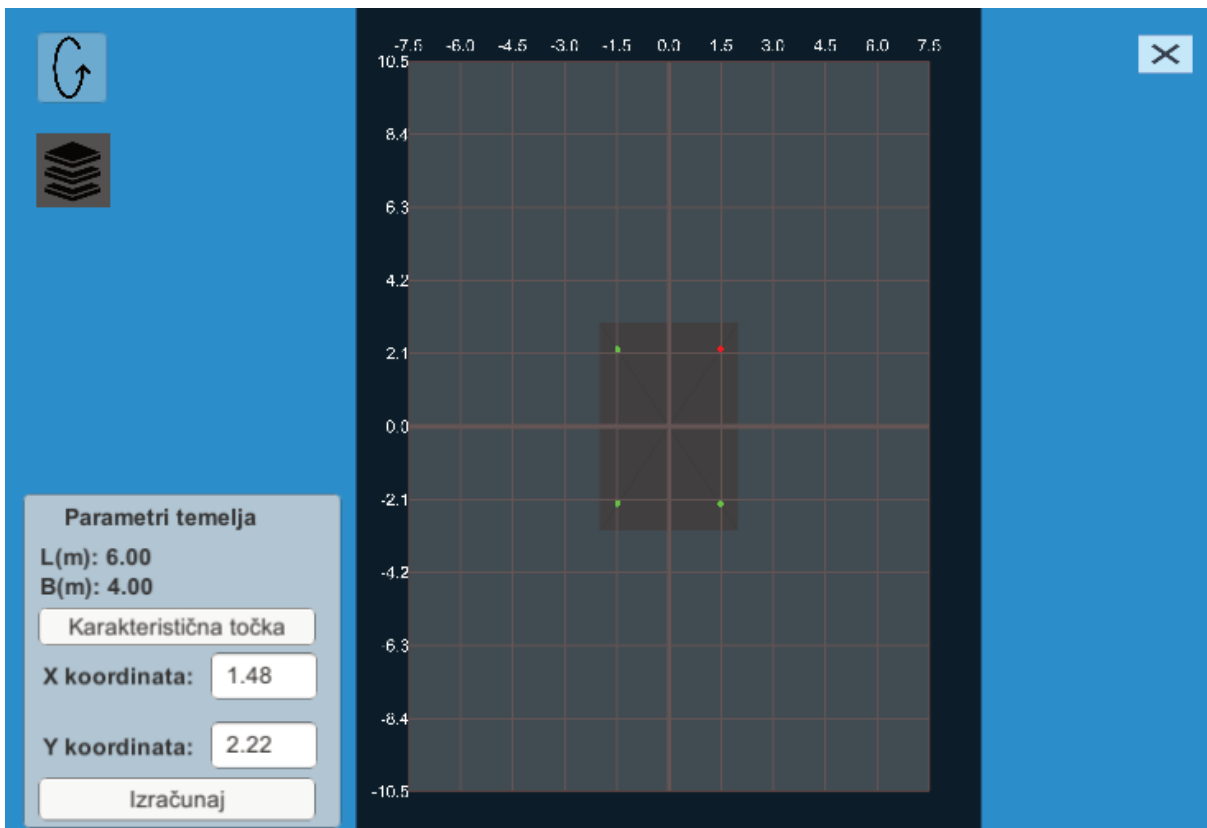 -7.5 -6.0 -4.5 -3.0 -1.5 0.0 1.5 3.0 4.5 6.0 7.5
10.5
8.4
6.3
4.2
2.1
0.0
-2.1
-4.2
-6.3
-8.4
-10.5
Parametri temelja
L(m): 6.00
B(m): 4.00
Karakteristična točka
X koordinata: 1.48
Y koordinata: 2.22
Izračunaj